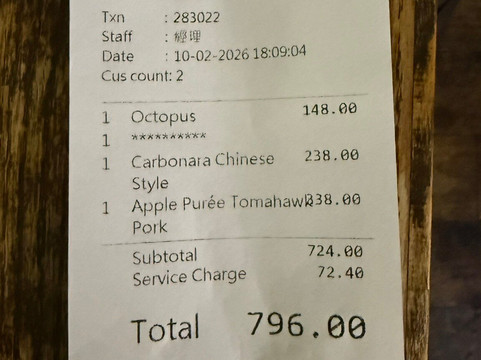 Txn : 283022
Staff : 經理
Date : 10-02-2026 18:09:04
Cus count: 2
1 Octopus 148.00
1 **********
1 Carbonara Chinese 238.00
Style
1 Apple Purée Tomahawk 338.00
Pork
Subtotal 724.00
Service Charge 72.40
Total 796.00